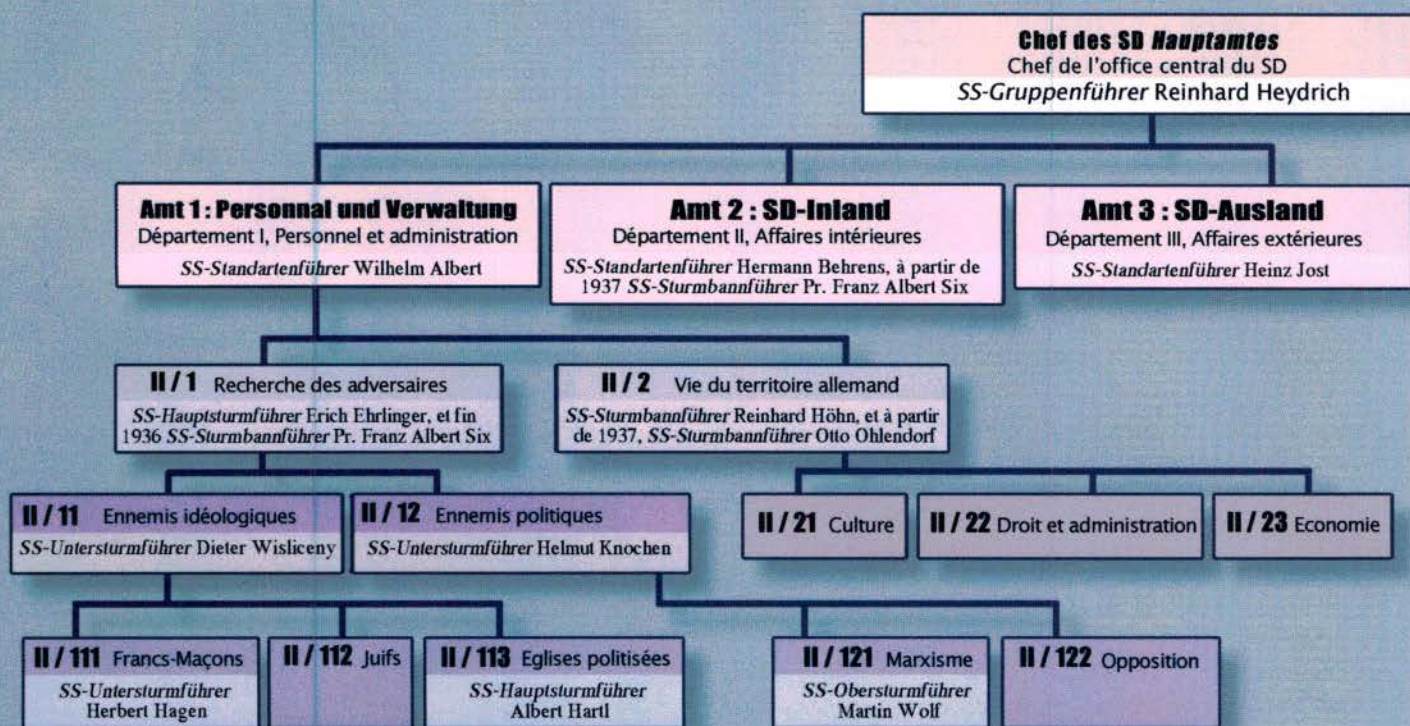 Chef des SD Hauptamtes
Chef de l'office central du SD
SS-Gruppenführer Reinhard Heydrich
Amt 1 : Personnal und Verwaltung
Département I, Personnel et administration
SS-Standartenführer Wilhelm Albert
Amt 2 : SD-Inland
Département II, Affaires intérieures
SS-Standartenführer Hermann Behrens, à partir de
1937 SS-Sturmbannführer Pr. Franz Albert Six
Amt 3 : SD-Ausland
Département III, Affaires extérieures
SS-Standartenführer Heinz Jost
II / 1 Recherche des adversaires
SS-Hauptsturmführer Erich Ehrlinger, et fin
1936 SS-Sturmbannführer Pr. Franz Albert Six
II / 2 Vie du territoire allemand
SS-Sturmbannführer Reinhard Höhn, et à partir
de 1937, SS-Sturmbannführer Otto Ohlendorf
II / 11 Ennemis idéologiques
SS-Untersturmführer Dieter Wisliceny
II / 12 Ennemis politiques
SS-Untersturmführer Helmut Knochen
II / 21 Culture
II / 22 Droit et administration
II / 23 Economie
II / 111 Francs-Maçons
SS-Untersturmführer
Herbert Hagen
II / 112 Juifs
II / 113 Eglises politisées
SS-Hauptsturmführer
Albert Hartl
II / 121 Marxisme
SS-Obersturmführer
Martin Wolf
II / 122 Opposition